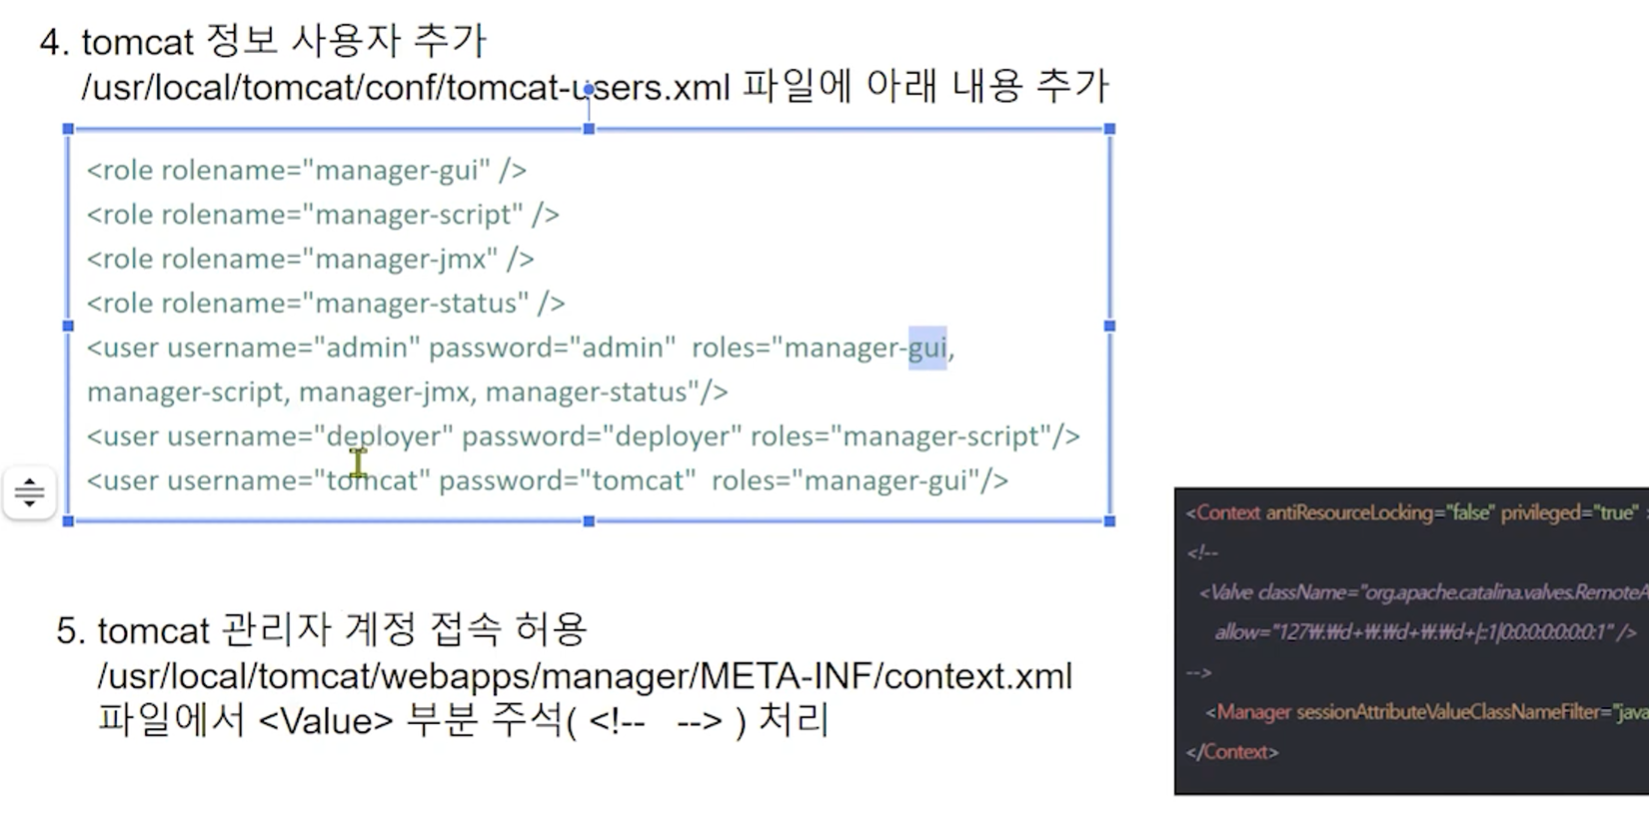 4. tomcat 정보 사용자 추가
/usr/local/tomcat/conf/tomcat-users.xml 파일에 아래 내용 추가
<role rolename="manager-gui" />
<role rolename="manager-script" />
<role rolename="manager-jmx" />
<role rolename="manager-status" />
<user username="admin" password="admin"  roles="manager-gui,
manager-script, manager-jmx, manager-status"/>
<user username="deployer" password="deployer" roles="manager-script"/>
<user username="tomcat" password="tomcat"  roles="manager-gui"/>
5. tomcat 관리자 계정 접속 허용
/usr/local/tomcat/webapps/manager/META-INF/context.xml
파일에서 <Value> 부분 주석( <!--   --> ) 처리
<Context antiResourceLocking="false" privileged="true"
<!--
<Valve className="org.apache.catalina.valves.RemoteA
allow="127₩.₩d+₩.₩d+₩.₩d+|::1|0:0:0:0:0:0:0:1" />
-->
<Manager sessionAttributeValueClassNameFilter="java
</Context>